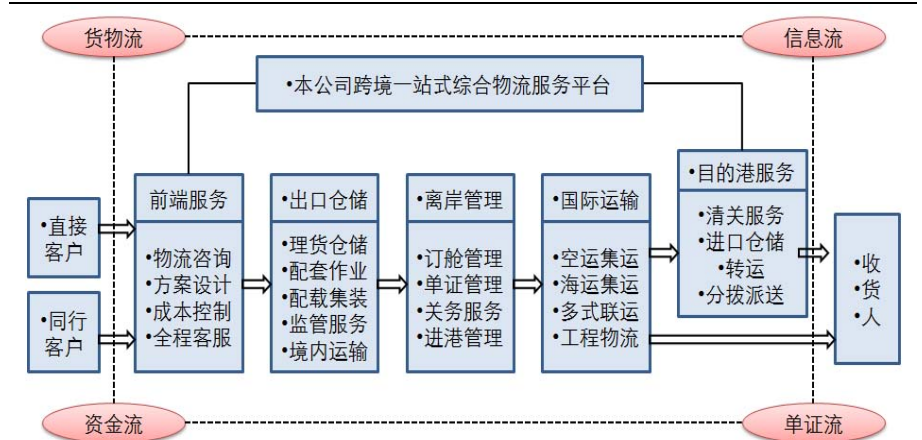 货物流
信息流
•本公司跨境一站式综合物流服务平台
•直接
客户
•同行
客户
前端服务
•物流咨询
•方案设计
•成本控制
•全程客服
•出口仓储
•理货仓储
•配套作业
•配载集装
•监管服务
•境内运输
•离岸管理
•订舱管理
•单证管理
•关务服务
•进港管理
•国际运输
•空运集运
•海运集运
•多式联运
•工程物流
•目的港服务
•清关服务
•进口仓储
•转运
•分拨派送
•收
•货
•人
资金流
单证流